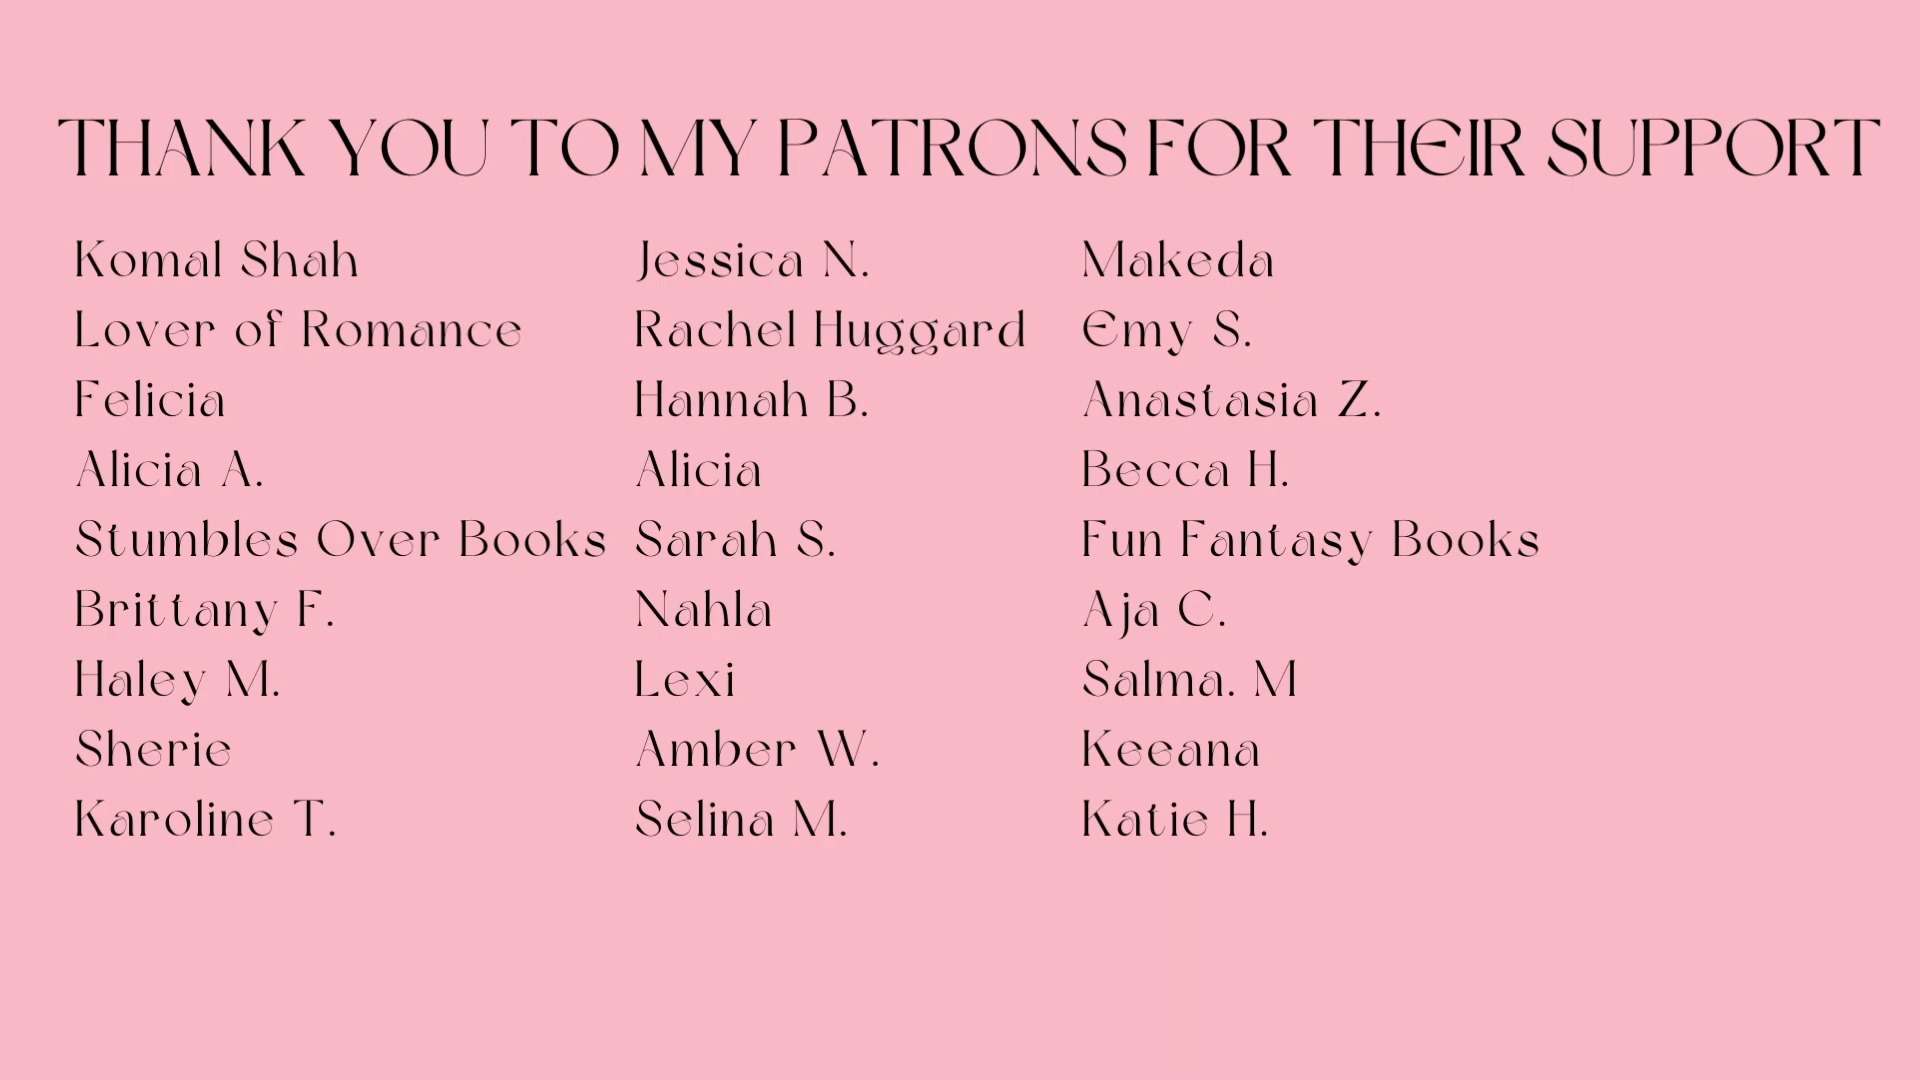 THANK YOU TO MY PATRONS FOR THEIR SUPPORT
Komal Shah
Lover of Romance
Felicia
Alicia A.
Stumbles Over Books
Brittany F.
Haley M.
Sherie
Karoline T.
Jessica N.
Rachel Huggard
Hannah B.
Alicia
Sarah S.
Nahla
Lexi
Amber W.
Selina M.
Makeda
Emy S.
Anastasia Z.
Becca H.
Fun Fantasy Books
Aja C.
Salma. M
Keeana
Katie H.